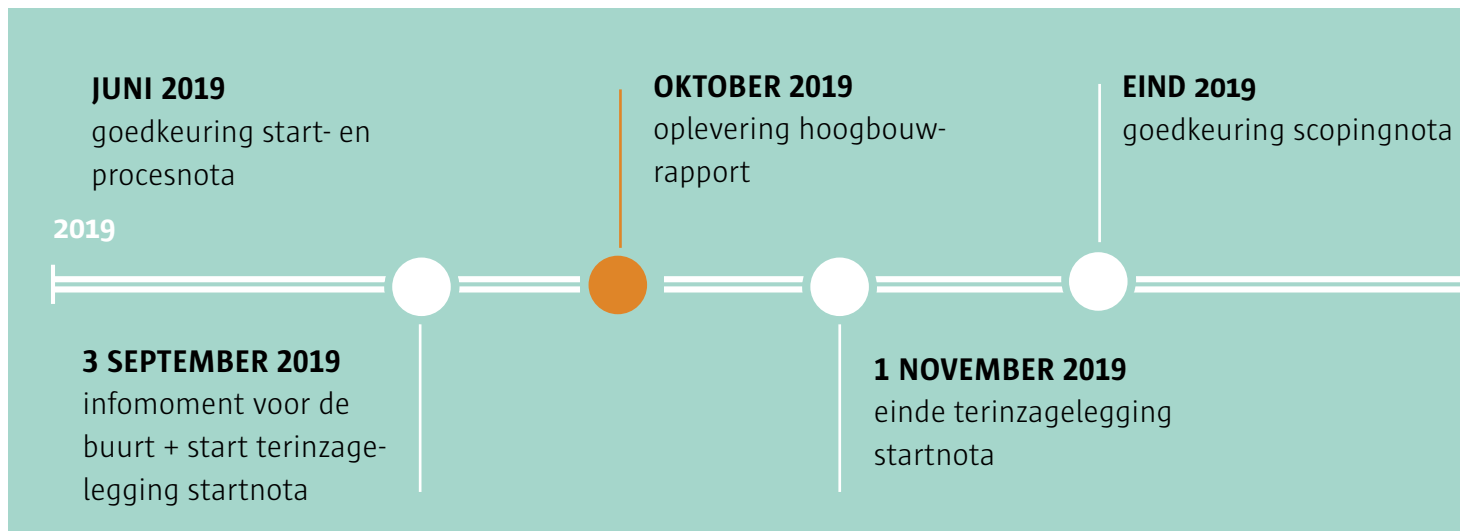 JUNI 2019
goedkeuring start- en
procesnota
OKTOBER 2019
oplevering hoogbouw-
rapport
EIND 2019
goedkeuring scopingnota
2019
3 SEPTEMBER 2019
infomoment voor de
buurt + start terinzage-
legging startnota
1 NOVEMBER 2019
einde terinzagelegging
startnota